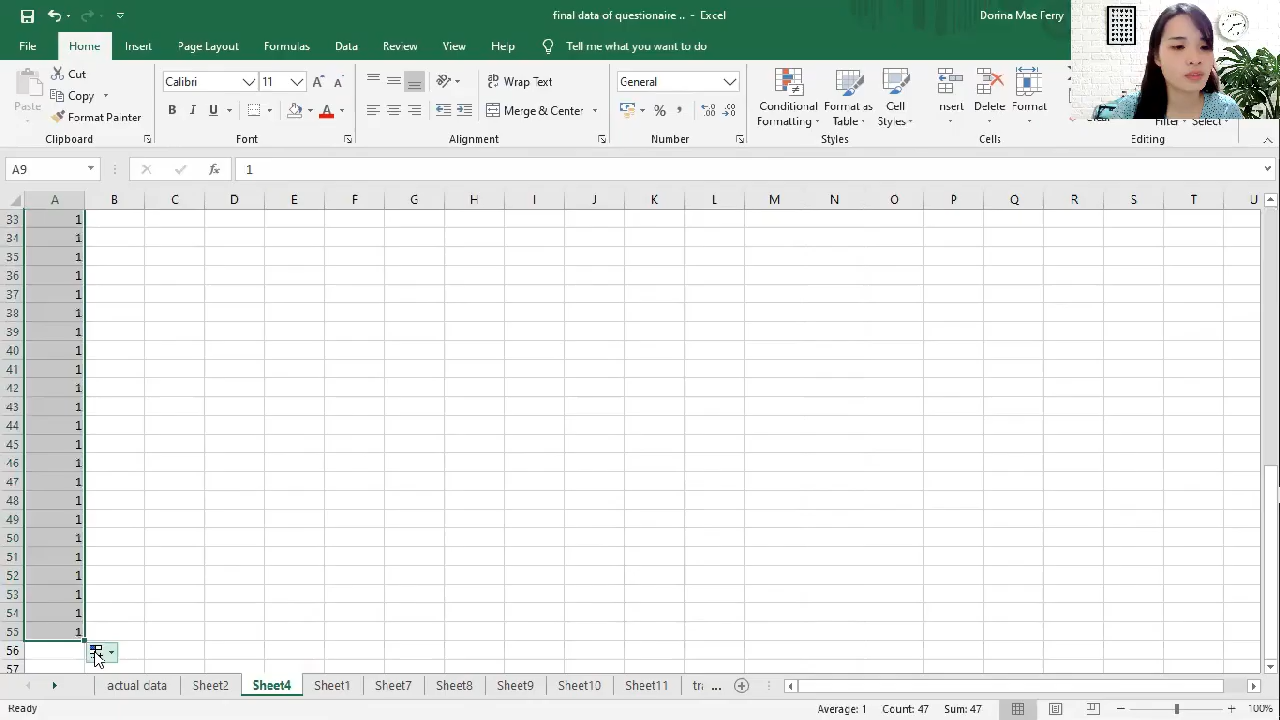 final data of questionaire .. - Excel
Dorina Mae Ferry
File Home Insert Page Layout Formulas Data Review View Help Tell me what you want to do
Paste
Cut
Copy
Format Painter
Clipboard
Calibri 11
B I U
Font
Wrap Text
Merge & Center
Alignment
General
Number
Conditional Formatting
Format as Table
Cell Styles
Styles
Insert Delete Format
Cells
Filter Select
Editing
A9 fx 1
A B C D E F G H I J K L M N O P Q R S T U
33 1
34 1
35 1
36 1
37 1
38 1
39 1
40 1
41 1
42 1
43 1
44 1
45 1
46 1
47 1
48 1
49 1
50 1
51 1
52 1
53 1
54 1
55 1
56
57
actual data Sheet2 Sheet4 Sheet1 Sheet7 Sheet8 Sheet9 Sheet10 Sheet11 ...
Ready Average: 1 Count: 47 Sum: 47 100%